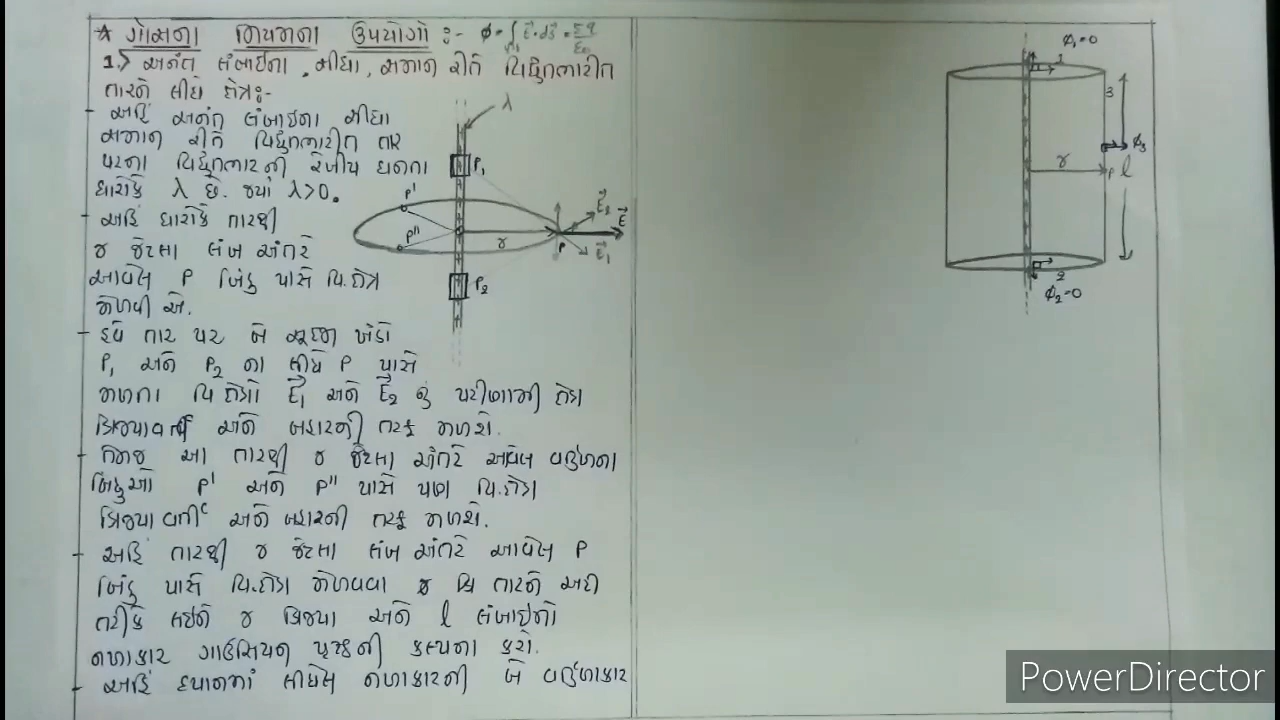 * ગોસના નિયમના ઉપયોગો :- ϕ = ∫ E⃗·dS⃗ = Σq/ε₀
1.> અનંત લંબાઈના, સીધા, સમાન રીતે વિદ્યુતભારીત
તારને લીધે ક્ષેત્ર:-
- અહિં અનંત લંબાઈના સીધા
સમાન રીતે વિદ્યુતભારીત તાર
પરના વિદ્યુતભારની રેખીય ઘનતા
ધારોકે λ છે. જ્યાં λ>0.
- અહિં ધારોકે તારથી
r જેટલા લંબ અંતરે
આવેલ P બિંદુ પાસે વિ.ક્ષેત્ર
મેળવવી છે.
- હવે તાર પર બે સૂક્ષ્મ ખંડો
P₁ અને P₂ ના લીધે P પાસે
મળતા વિ.ક્ષેત્રો E⃗₁ અને E⃗₂ નું પરીણામી ક્ષેત્ર
ત્રિજ્યાવર્તી અને બહારની તરફ મળશે.
- તેમજ આ તારથી r જેટલા અંતરે આવેલ વર્તુળના
બિંદુઓ P' અને P'' પાસે પણ વિ.ક્ષેત્ર
ત્રિજ્યાવર્તી અને બહારની તરફ મળશે.
- અહિં તારથી r જેટલા લંબ અંતરે આવેલ P
બિંદુ પાસે વિ.ક્ષેત્ર મેળવવા તારને અક્ષ
તરીકે લઈને r ત્રિજ્યા અને l લંબાઈનો
નળાકાર ગાઉસિયન પૃષ્ઠની કલ્પના કરો.
- અહિં ધ્યાનમાં લીધેલ નળાકારની બે વર્તુળાકાર
λ
P₁
P'
P''
E⃗₂
E⃗
r
P
E⃗₁
P₂
ϕ₁=0
1
3
ϕ₃
r
P
l
2
ϕ₂=0
PowerDirector